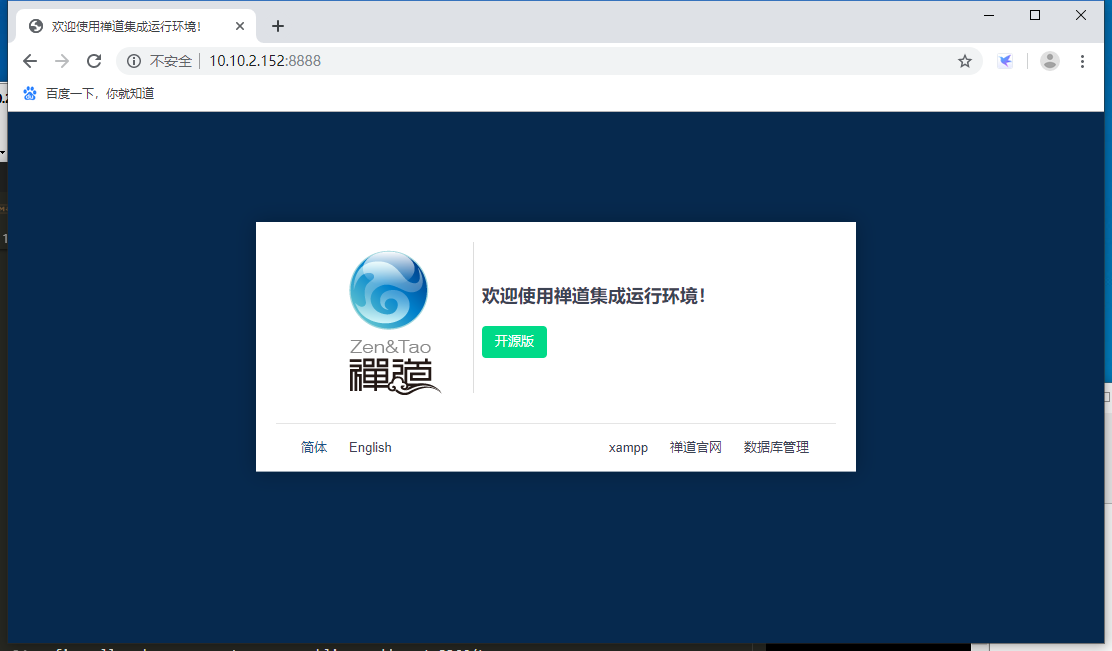 欢迎使用禅道集成运行环境！
不安全
10.10.2.152:8888
百度一下，你就知道
Zen&Tao
禪道
欢迎使用禅道集成运行环境！
开源版
简体 English xampp 禅道官网 数据库管理